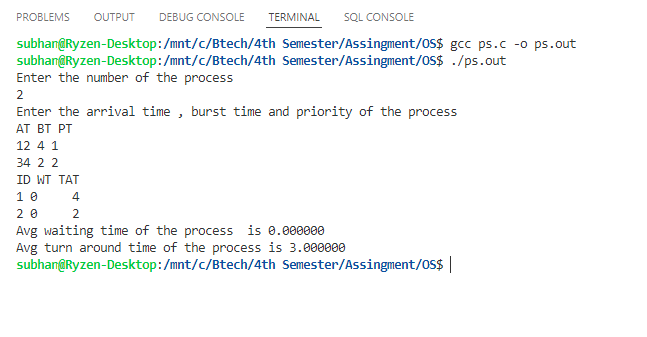 PROBLEMS OUTPUT DEBUG CONSOLE TERMINAL SQL CONSOLE
subhan@Ryzen-Desktop:/mnt/c/Btech/4th Semester/Assingment/OS$ gcc ps.c -o ps.out
subhan@Ryzen-Desktop:/mnt/c/Btech/4th Semester/Assingment/OS$ ./ps.out
Enter the number of the process
2
Enter the arrival time , burst time and priority of the process
AT BT PT
12 4 1
34 2 2
ID WT TAT
1 0     4
2 0     2
Avg waiting time of the process  is 0.000000
Avg turn around time of the process is 3.000000
subhan@Ryzen-Desktop:/mnt/c/Btech/4th Semester/Assingment/OS$